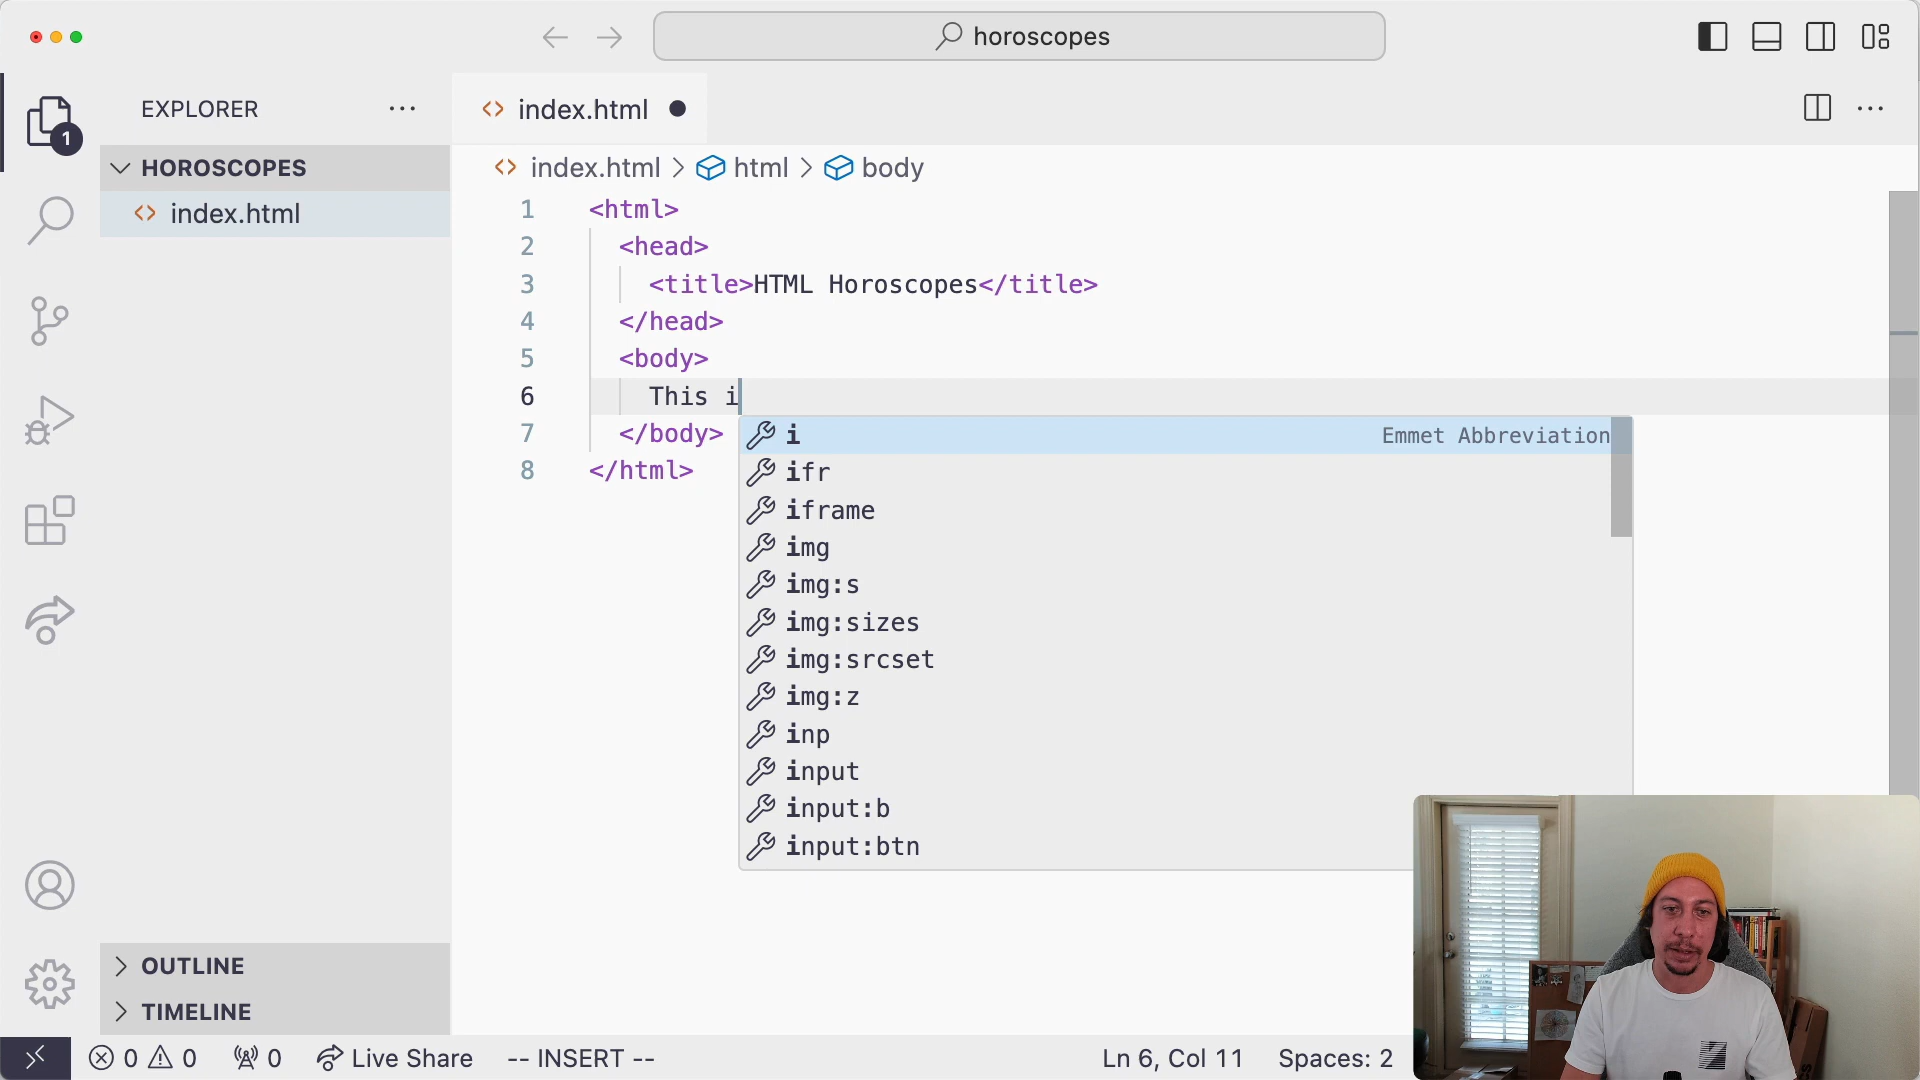 horoscopes
EXPLORER
index.html
1
HOROSCOPES
index.html
index.html > html > body
1 <html>
2 <head>
3 <title>HTML Horoscopes</title>
4 </head>
5 <body>
6 This i
7 </body>
8 </html>
i Emmet Abbreviation
ifr
iframe
img
img:s
img:sizes
img:srcset
img:z
inp
input
input:b
input:btn
OUTLINE
TIMELINE
0 0 0 Live Share -- INSERT -- Ln 6, Col 11 Spaces: 2